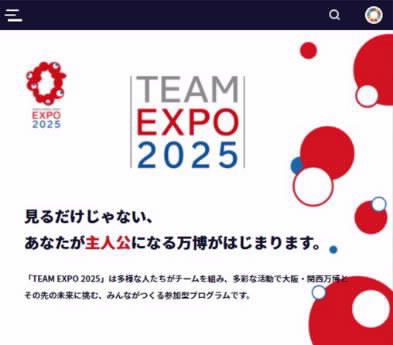 EXPO
2025
TEAM
EXPO
2025
見るだけじゃない、
あなたが主人公になる万博がはじまります。
「TEAM EXPO 2025」は多様な人たちがチームを組み、多彩な活動で大阪・関西万博と
その先の未来に挑む、みんながつくる参加型プログラムです。